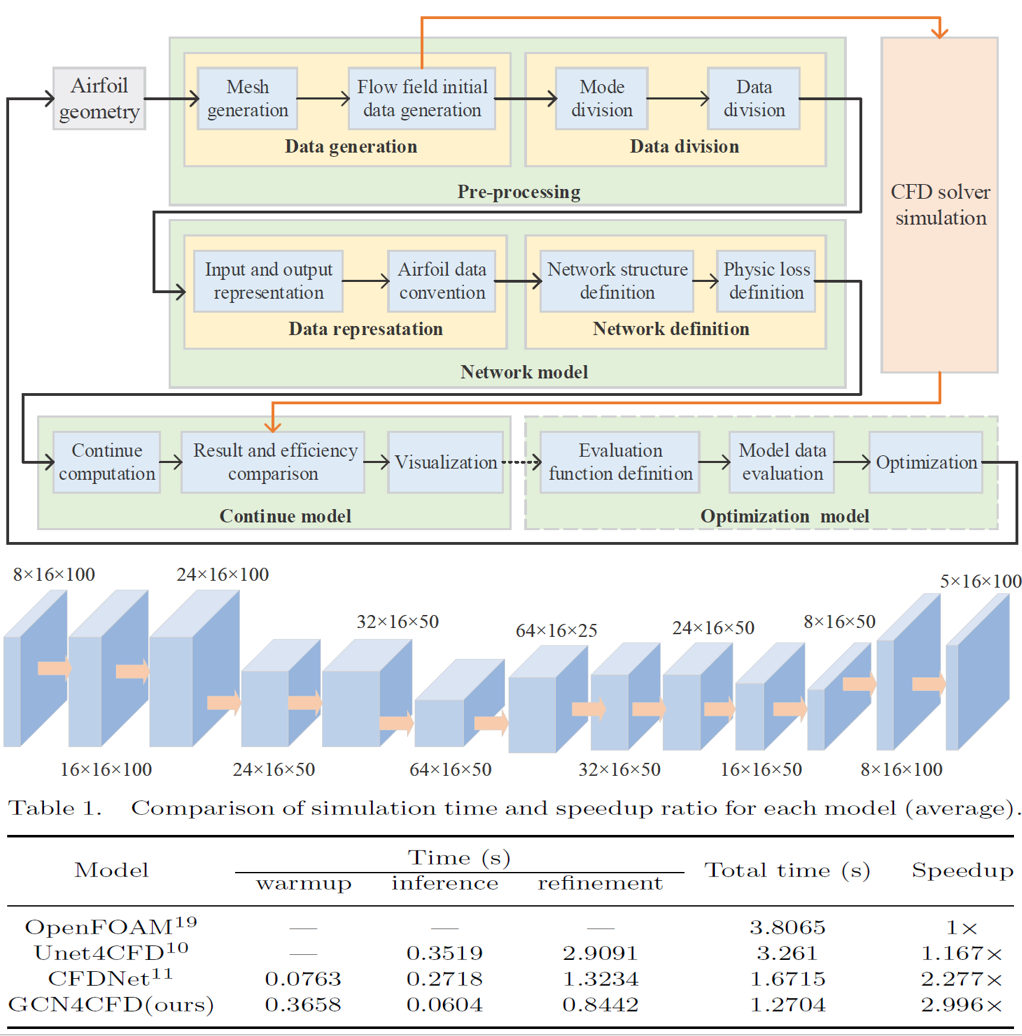 Airfoil
geometry
Mesh
generation
Flow field initial
data generation
Data generation
Mode
division
Data
division
Data division
Pre-processing
CFD solver
simulation
Input and output
representation
Airfoil data
convention
Data represatation
Network structure
definition
Physic loss
definition
Network definition
Network model
Continue
computation
Result and efficiency
comparison
Visualization
Continue model
Evaluation
function definition
Model data
evaluation
Optimization
Optimization model
8×16×100
24×16×100
32×16×50
64×16×25
24×16×50
8×16×50
5×16×100
16×16×100
24×16×50
64×16×50
32×16×50
16×16×50
8×16×100
Table 1. Comparison of simulation time and speedup ratio for each model (average).
Model Time (s) Total time (s) Speedup
warmup inference refinement
OpenFOAM19 — — — 3.8065 1×
Unet4CFD10 — 0.3519 2.9091 3.261 1.167×
CFDNet11 0.0763 0.2718 1.3234 1.6715 2.277×
GCN4CFD(ours) 0.3658 0.0604 0.8442 1.2704 2.996×